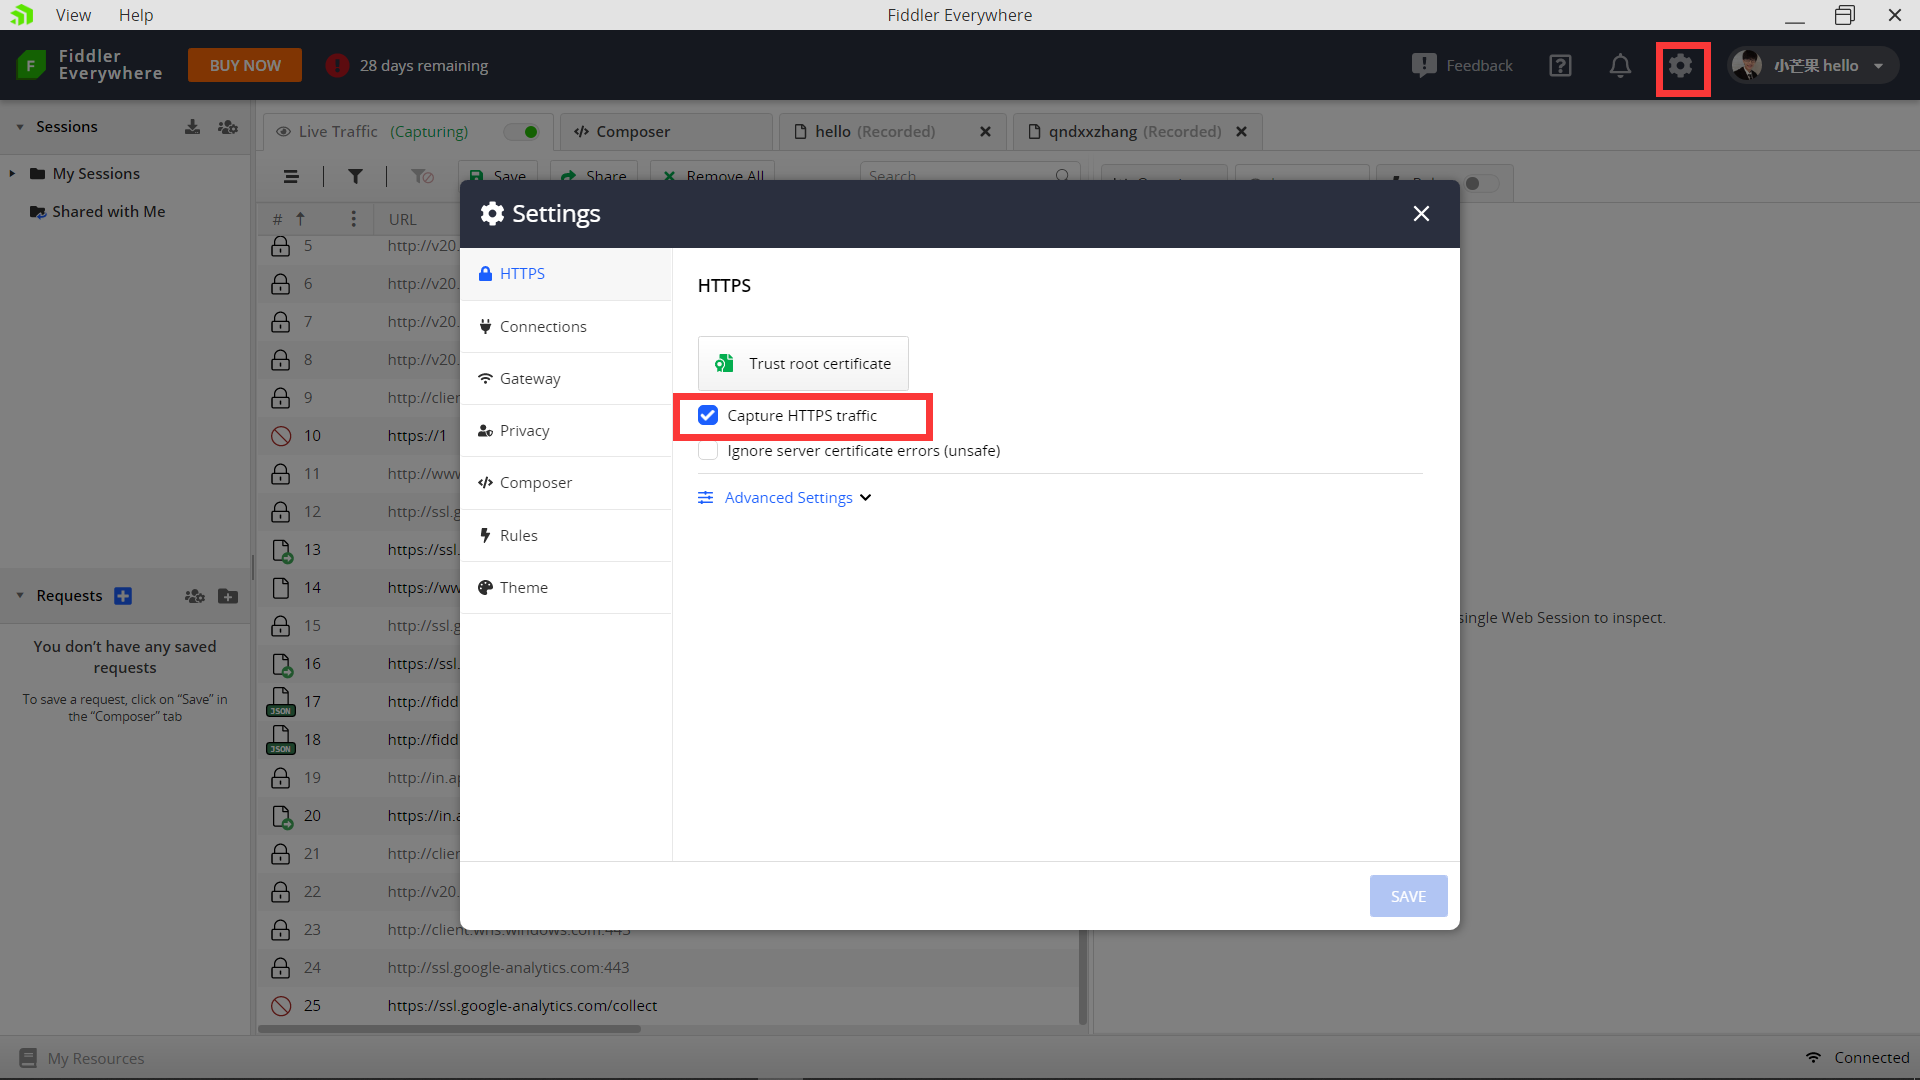 View Help Fiddler Everywhere
Fiddler Everywhere BUY NOW 28 days remaining Feedback 小芒果 hello
Sessions
My Sessions
Shared with Me
Live Traffic (Capturing) Composer hello (Recorded) qndxxzhang (Recorded)
Save Share Remove All Search
# URL
5 http://v20.
6 http://v20.
7 http://v20.
8 http://v20.
9 http://clier
10 https://1
11 http://www
12 http://ssl.g
13 https://ssl.
14 https://ww
15 http://ssl.g
16 https://ssl.
17 http://fidd
18 http://fidd
19 http://in.ap
20 https://in.a
21 http://clier
22 http://v20.
23 http://client.wns.windows.com:443
24 http://ssl.google-analytics.com:443
25 https://ssl.google-analytics.com/collect
JSON
JSON
Requests
You don't have any saved
requests
To save a request, click on “Save” in
the “Composer” tab
Settings
HTTPS
Connections
Gateway
Privacy
Composer
Rules
Theme
HTTPS
Trust root certificate
Capture HTTPS traffic
Ignore server certificate errors (unsafe)
Advanced Settings
SAVE
single Web Session to inspect.
My Resources
Connected